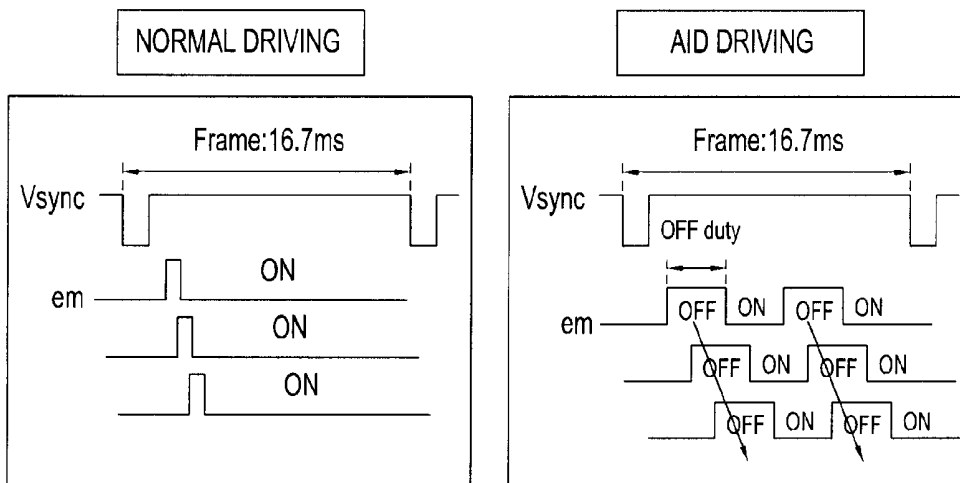 NORMAL DRIVING
Frame:16.7ms
Vsync
em
ON
ON
ON
AID DRIVING
Frame:16.7ms
Vsync
OFF duty
em
OFF ON OFF ON
OFF ON OFF ON
OFF ON OFF ON